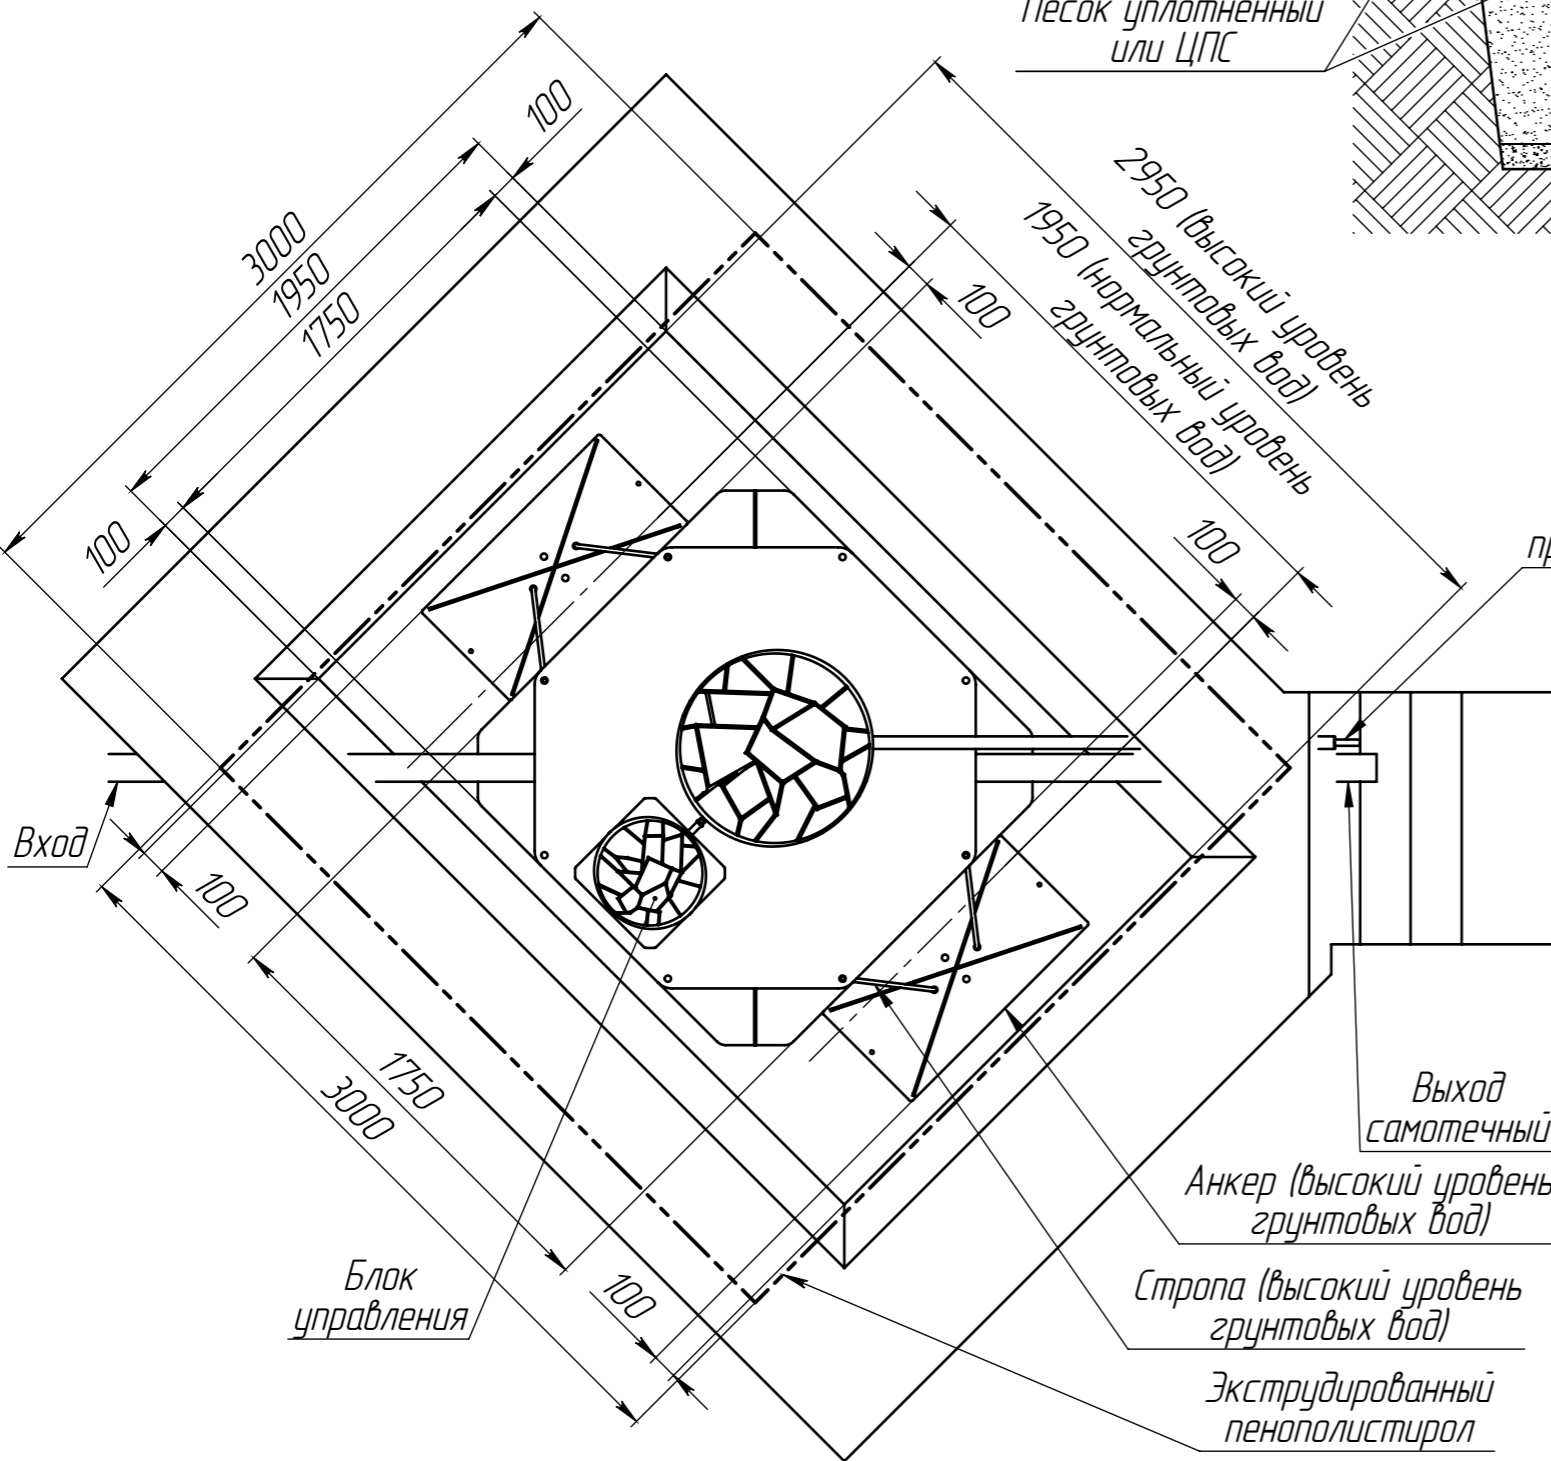 Песок уплотненный
или ЦПС
100
3000
1950
1750
2950 (высокий уровень
грунтовых вод)
1950 (нормальный уровень
грунтовых вод)
100
100
100
пр
Вход
100
1750
3000
100
Блок
управления
Выход
самотечный
Анкер (высокий уровень
грунтовых вод)
Стропа (высокий уровень
грунтовых вод)
Экструдированный
пенополистирол